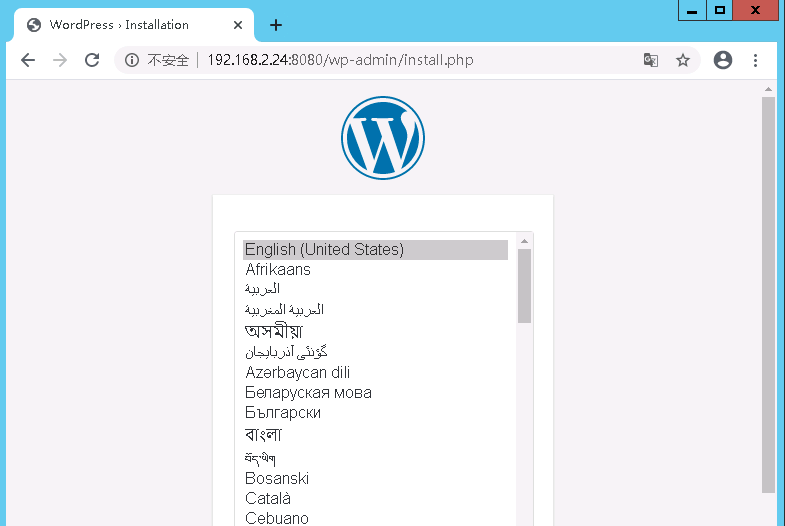 WordPress › Installation
不安全 | 192.168.2.24:8080/wp-admin/install.php
English (United States)
Afrikaans
العربية
العربية المغربية
অসমীয়া
گؤنئی آذربایجان
Azərbaycan dili
Беларуская мова
Български
বাংলা
བོད་ཡིག
Bosanski
Català
Cebuano